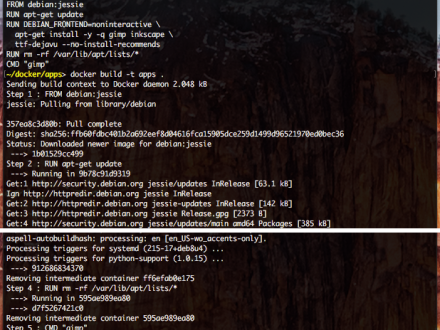 FROM debian:jessie
RUN apt-get update
RUN DEBIAN_FRONTEND=noninteractive \
apt-get install -y -q gimp inkscape \
ttf-dejavu --no-install-recommends
RUN rm -rf /var/lib/apt/lists/*
CMD "gimp"
~/docker/apps> docker build -t apps .
Sending build context to Docker daemon 2.048 kB
Step 1 : FROM debian:jessie
jessie: Pulling from library/debian
357ea8c3d80b: Pull complete
Digest: sha256:ffb60fdbc401b2a692eef8d04616fca15905dce259d1499d96521970ed0bec36
Status: Downloaded newer image for debian:jessie
---> 1b01529cc499
Step 2 : RUN apt-get update
---> Running in 9b78c91d9319
Get:1 http://security.debian.org jessie/updates InRelease [63.1 kB]
Ign http://httpredir.debian.org jessie InRelease
Get:2 http://httpredir.debian.org jessie-updates InRelease [142 kB]
Get:3 http://httpredir.debian.org jessie Release.gpg [2373 B]
Get:4 http://security.debian.org jessie/updates/main amd64 Packages [385 kB]
aspell-autobuildhash: processing: en [en_US-wo_accents-only].
Processing triggers for systemd (215-17+deb8u4) ...
Processing triggers for python-support (1.0.15) ...
---> 912686834370
Removing intermediate container ff6efab0e175
Step 4 : RUN rm -rf /var/lib/apt/lists/*
---> Running in 595ae989ea80
---> d7f5267421c0
Removing intermediate container 595ae989ea80
Step 5 : CMD "gimp"